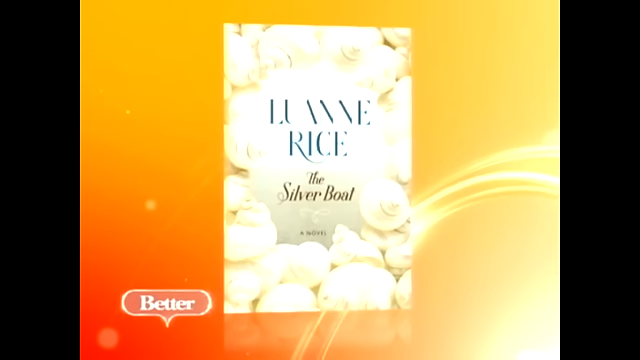 LUANNE
RICE
The
Silver Boat
A NOVEL
Better